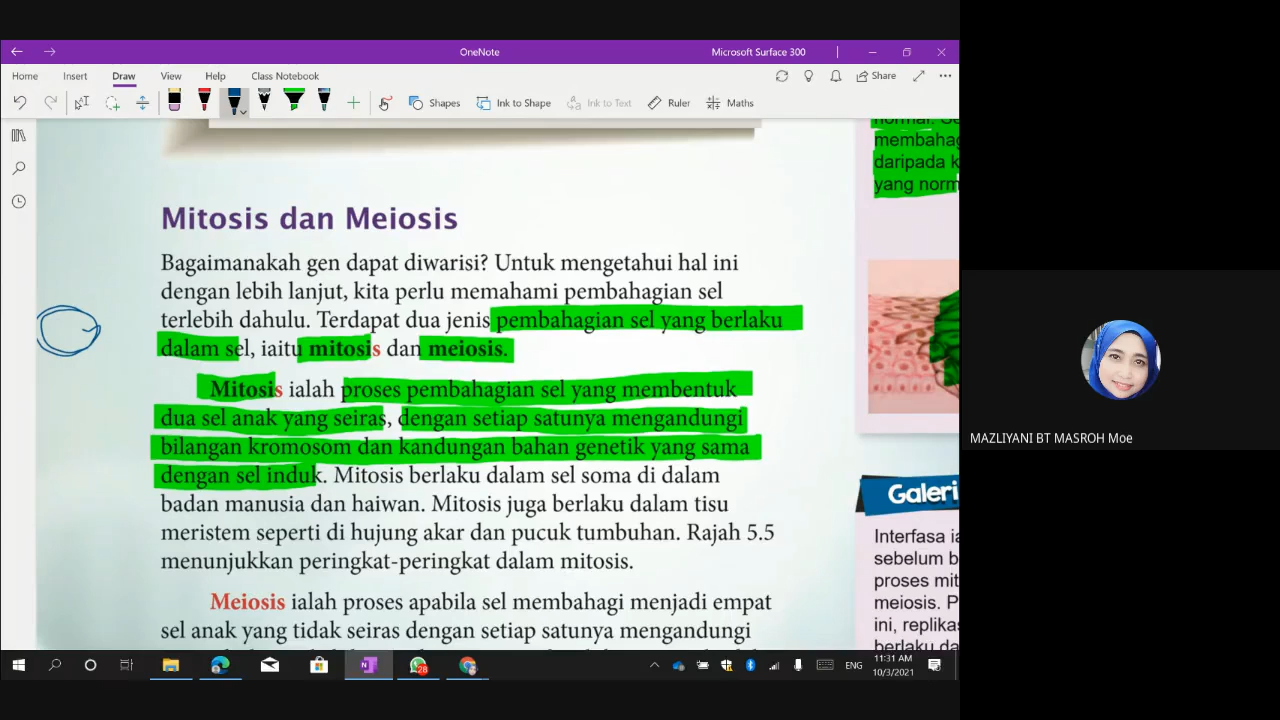 OneNote
Microsoft Surface 300
Home Insert Draw View Help Class Notebook
Share
Shapes Ink to Shape Ink to Text Ruler Maths
normal. Se
membahag
daripada k
yang norm
Mitosis dan Meiosis
Bagaimanakah gen dapat diwarisi? Untuk mengetahui hal ini
dengan lebih lanjut, kita perlu memahami pembahagian sel
terlebih dahulu. Terdapat dua jenis pembahagian sel yang berlaku
dalam sel, iaitu mitosis dan meiosis.
Mitosis ialah proses pembahagian sel yang membentuk
dua sel anak yang seiras, dengan setiap satunya mengandungi
bilangan kromosom dan kandungan bahan genetik yang sama
dengan sel induk. Mitosis berlaku dalam sel soma di dalam
badan manusia dan haiwan. Mitosis juga berlaku dalam tisu
meristem seperti di hujung akar dan pucuk tumbuhan. Rajah 5.5
menunjukkan peringkat-peringkat dalam mitosis.
Meiosis ialah proses apabila sel membahagi menjadi empat
sel anak yang tidak seiras dengan setiap satunya mengandungi
Galeri
Interfasa ia
sebelum b
proses mit
meiosis. P
ini, replikas
berlaku da
MAZLIYANI BT MASROH Moe
28
ENG
11:31 AM
10/3/2021